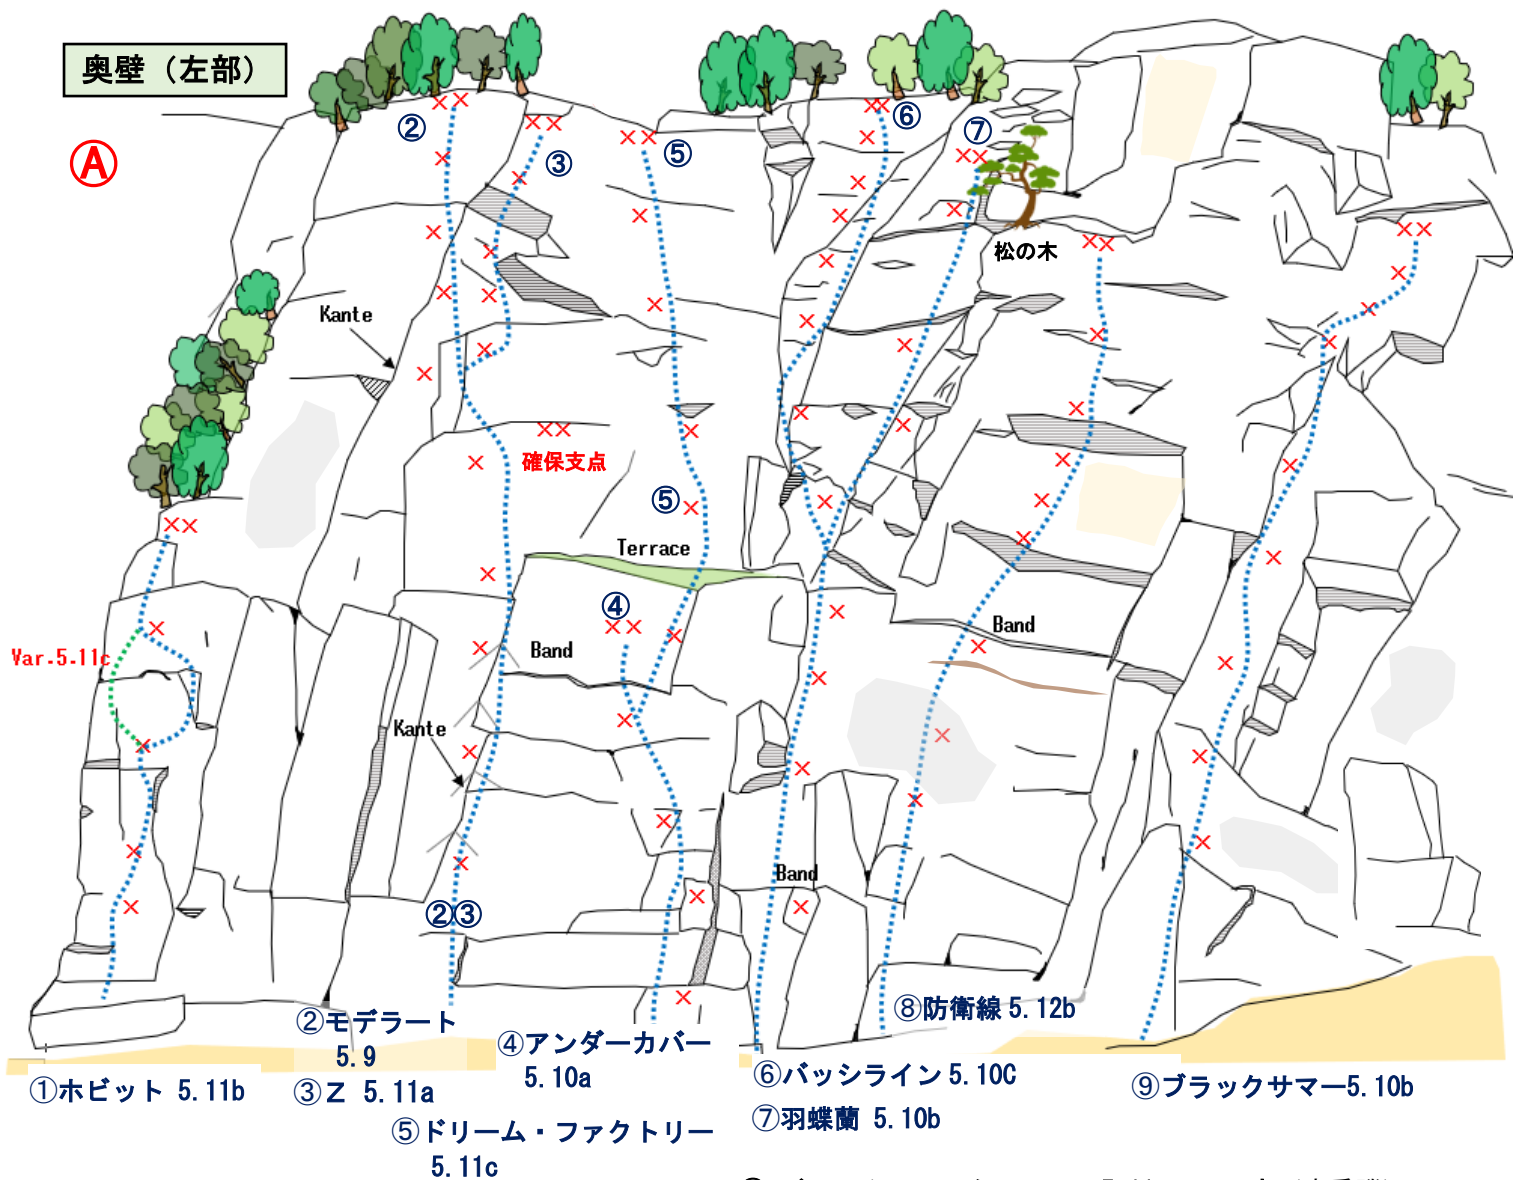 奥壁（左部）
Ⓐ
②
③
⑤
⑥
⑦
松の木
Kante
確保支点
⑤
Terrace
④
Band
Band
Var.5.11c
Kante
Band
②③
②モデラート
5.9
③Z 5.11a
④アンダーカバー
5.10a
⑧防衛線 5.12b
①ホビット 5.11b
⑥バッシライン 5.10C
⑨ブラックサマー5.10b
⑦羽蝶蘭 5.10b
⑤ドリーム・ファクトリー
5.11c